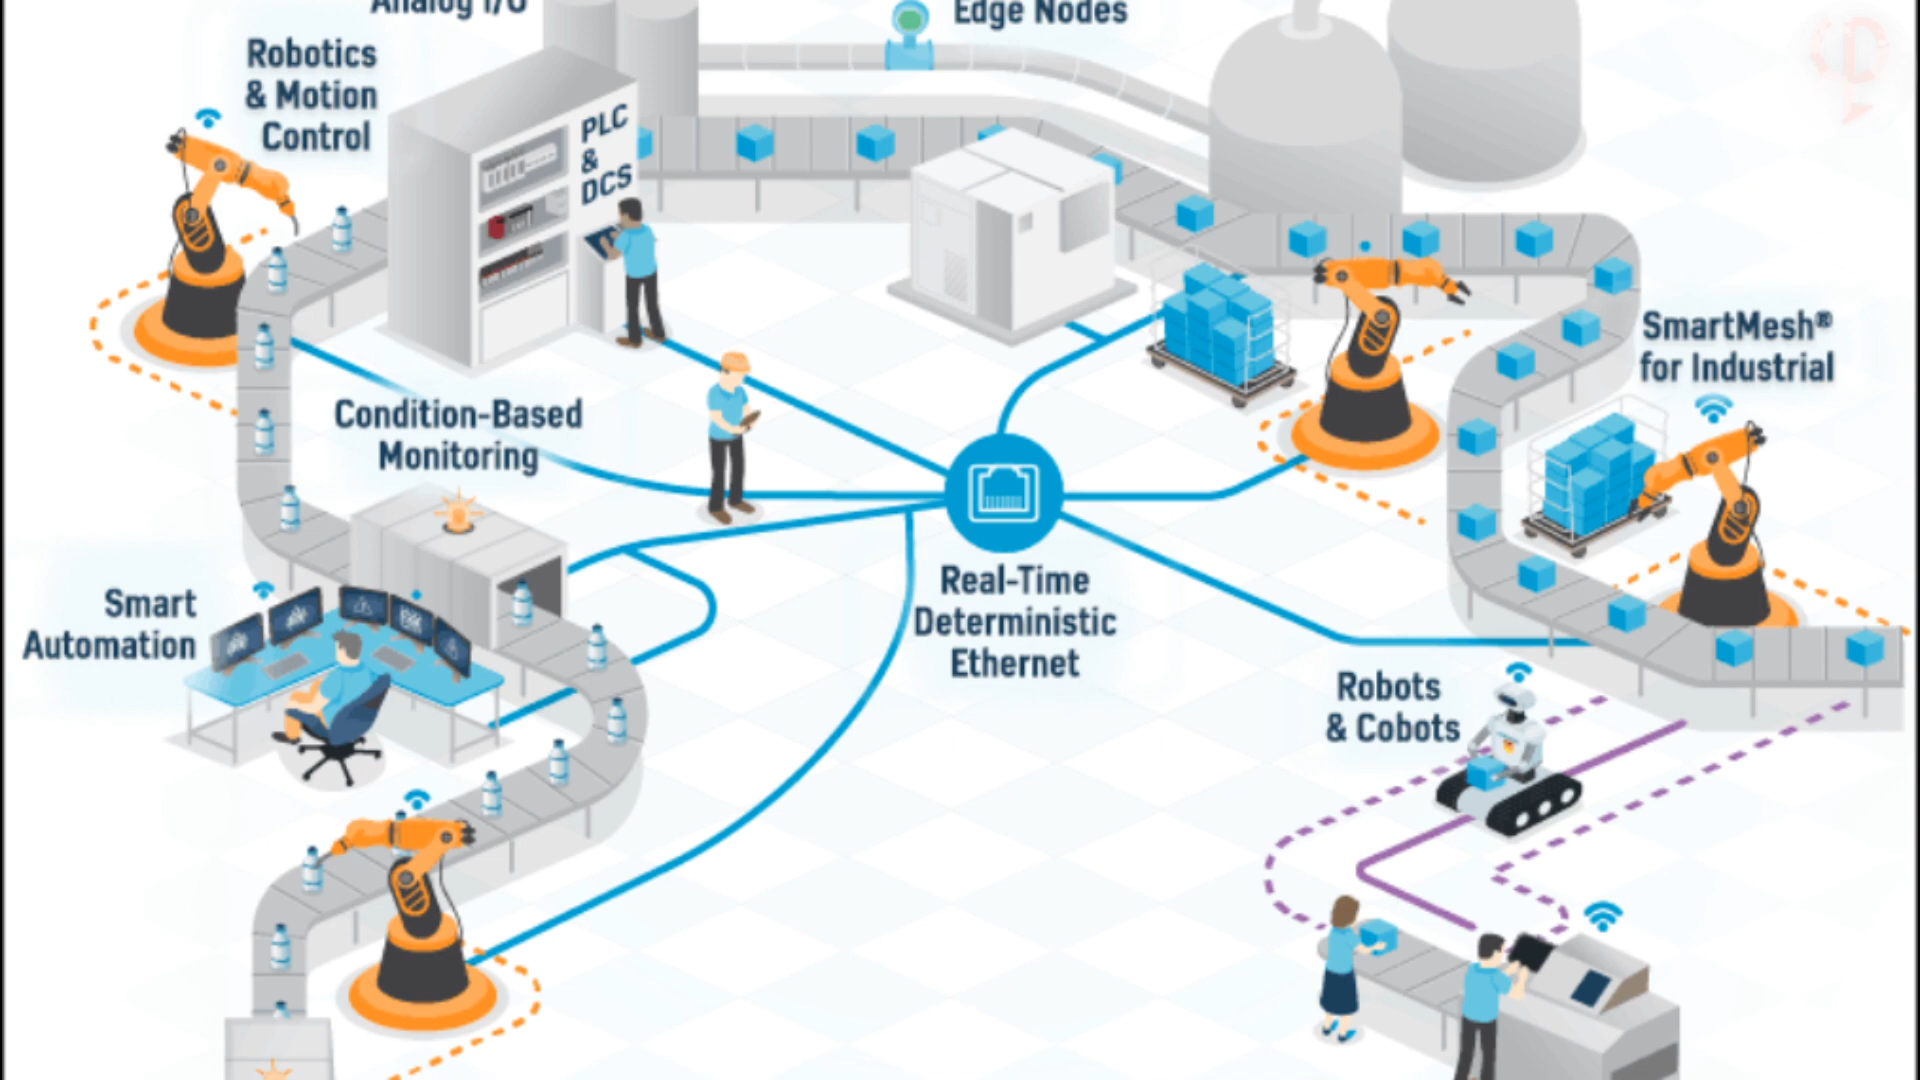 Analog I/O
Edge Nodes
Robotics
& Motion
Control
PLC
&
DCS
SmartMesh®
for Industrial
Condition-Based
Monitoring
Real-Time
Deterministic
Ethernet
Smart
Automation
Robots
& Cobots